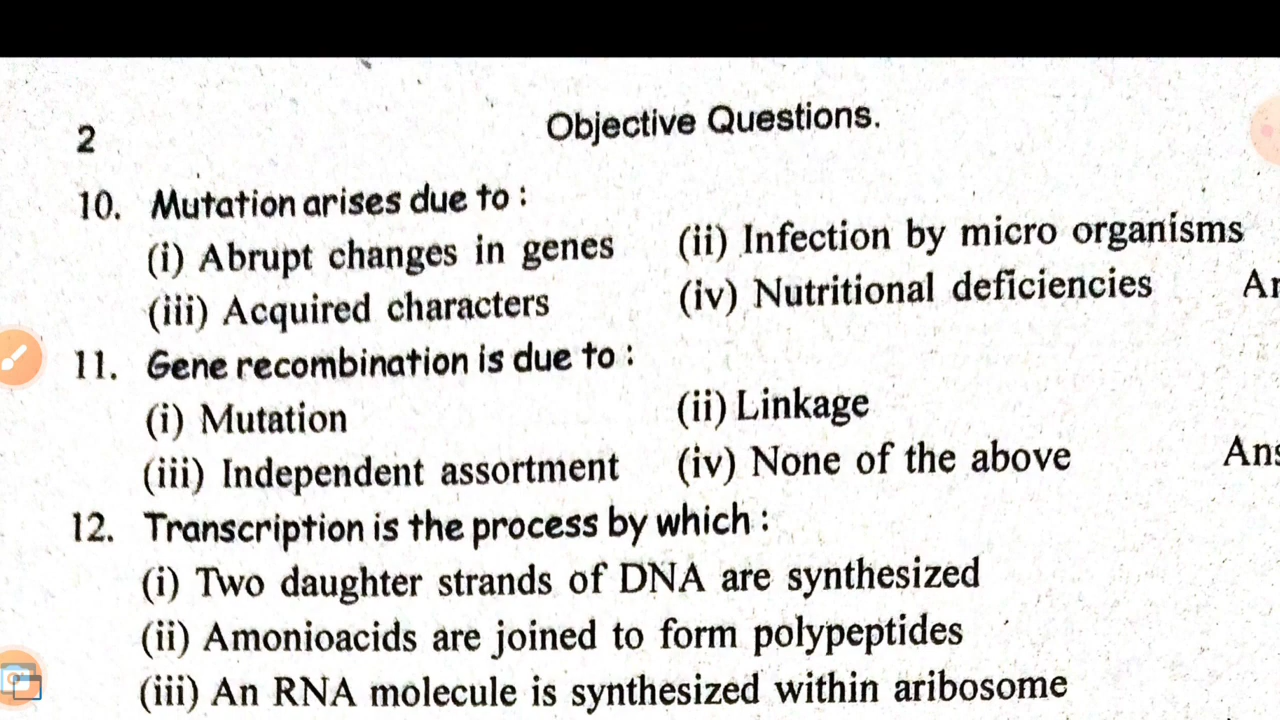 2
Objective Questions.
10. Mutation arises due to :
(i) Abrupt changes in genes (ii) Infection by micro organisms
(iii) Acquired characters (iv) Nutritional deficiencies
11. Gene recombination is due to :
(i) Mutation (ii) Linkage
(iii) Independent assortment (iv) None of the above Ans
12. Transcription is the process by which :
(i) Two daughter strands of DNA are synthesized
(ii) Amonioacids are joined to form polypeptides
(iii) An RNA molecule is synthesized within aribosome